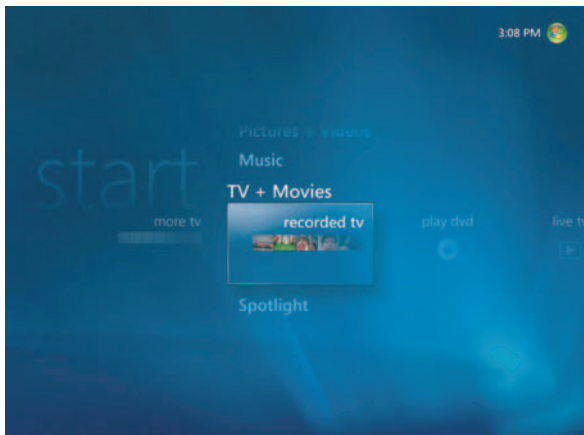 3:08 PM
Pictures + Videos
Music
start
TV + Movies
more tv
recorded tv
play dvd
live tv
Spotlight